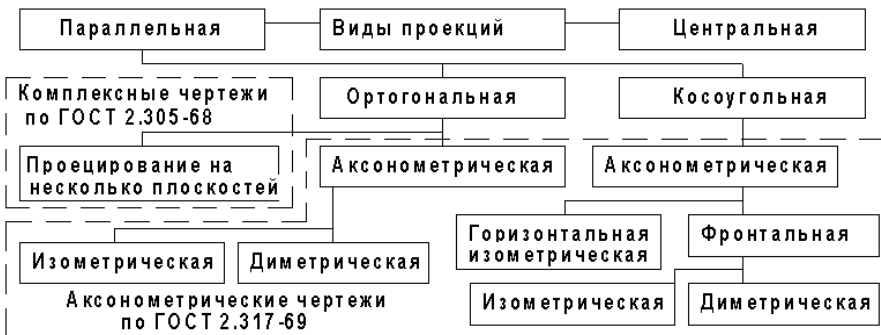 Параллельная
Виды проекций
Центральная
Комплексные чертежи
по ГОСТ 2.305-68
Ортогональная
Косоугольная
Проецирование на
несколько плоскостей
Аксонометрическая
Аксонометрическая
Горизонтальная
изометрическая
Фронтальная
Изометрическая
Диметрическая
Аксонометрические чертежи
по ГОСТ 2.317-69
Изометрическая
Диметрическая